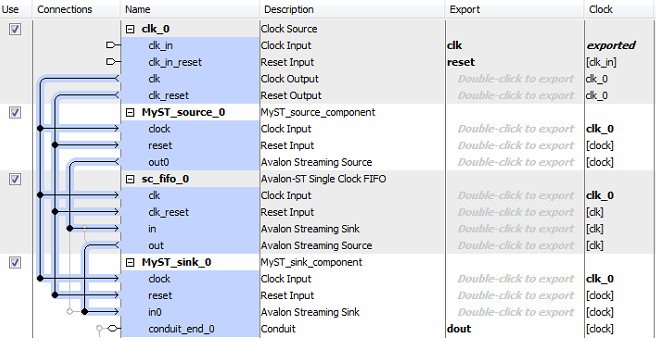 Use Connections Name Description Export Clock
clk_0 Clock Source
clk_in Clock Input clk exported
clk_in_reset Reset Input reset [clk_in]
clk Clock Output Double-click to export clk_0
clk_reset Reset Output Double-click to export clk_0
MyST_source_0 MyST_source_component
clock Clock Input Double-click to export clk_0
reset Reset Input Double-click to export [clock]
out0 Avalon Streaming Source Double-click to export [clock]
sc_fifo_0 Avalon-ST Single Clock FIFO
clk Clock Input Double-click to export clk_0
clk_reset Reset Input Double-click to export [clk]
in Avalon Streaming Sink Double-click to export [clk]
out Avalon Streaming Source Double-click to export [clk]
MyST_sink_0 MyST_sink_component
clock Clock Input Double-click to export clk_0
reset Reset Input Double-click to export [clock]
in0 Avalon Streaming Sink Double-click to export [clock]
conduit_end_0 Conduit dout [clock]